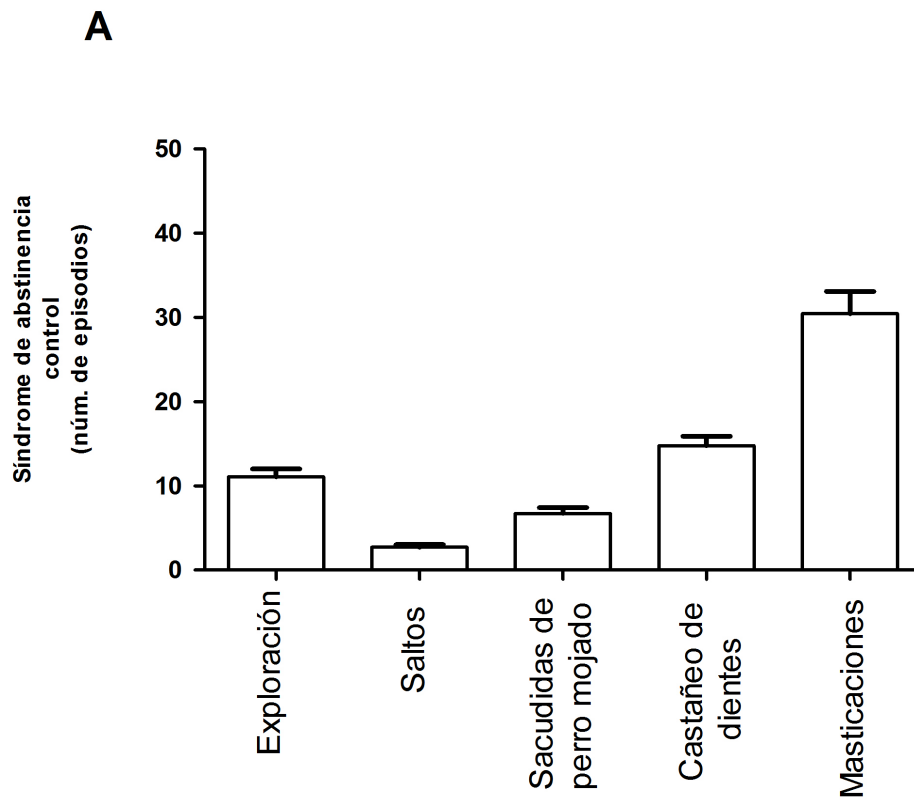 A
Síndrome de abstinencia
control
(núm. de episodios)
50
40
30
20
10
0
Exploración
Saltos
Sacudidas de
perro mojado
Castañeo de
dientes
Masticaciones